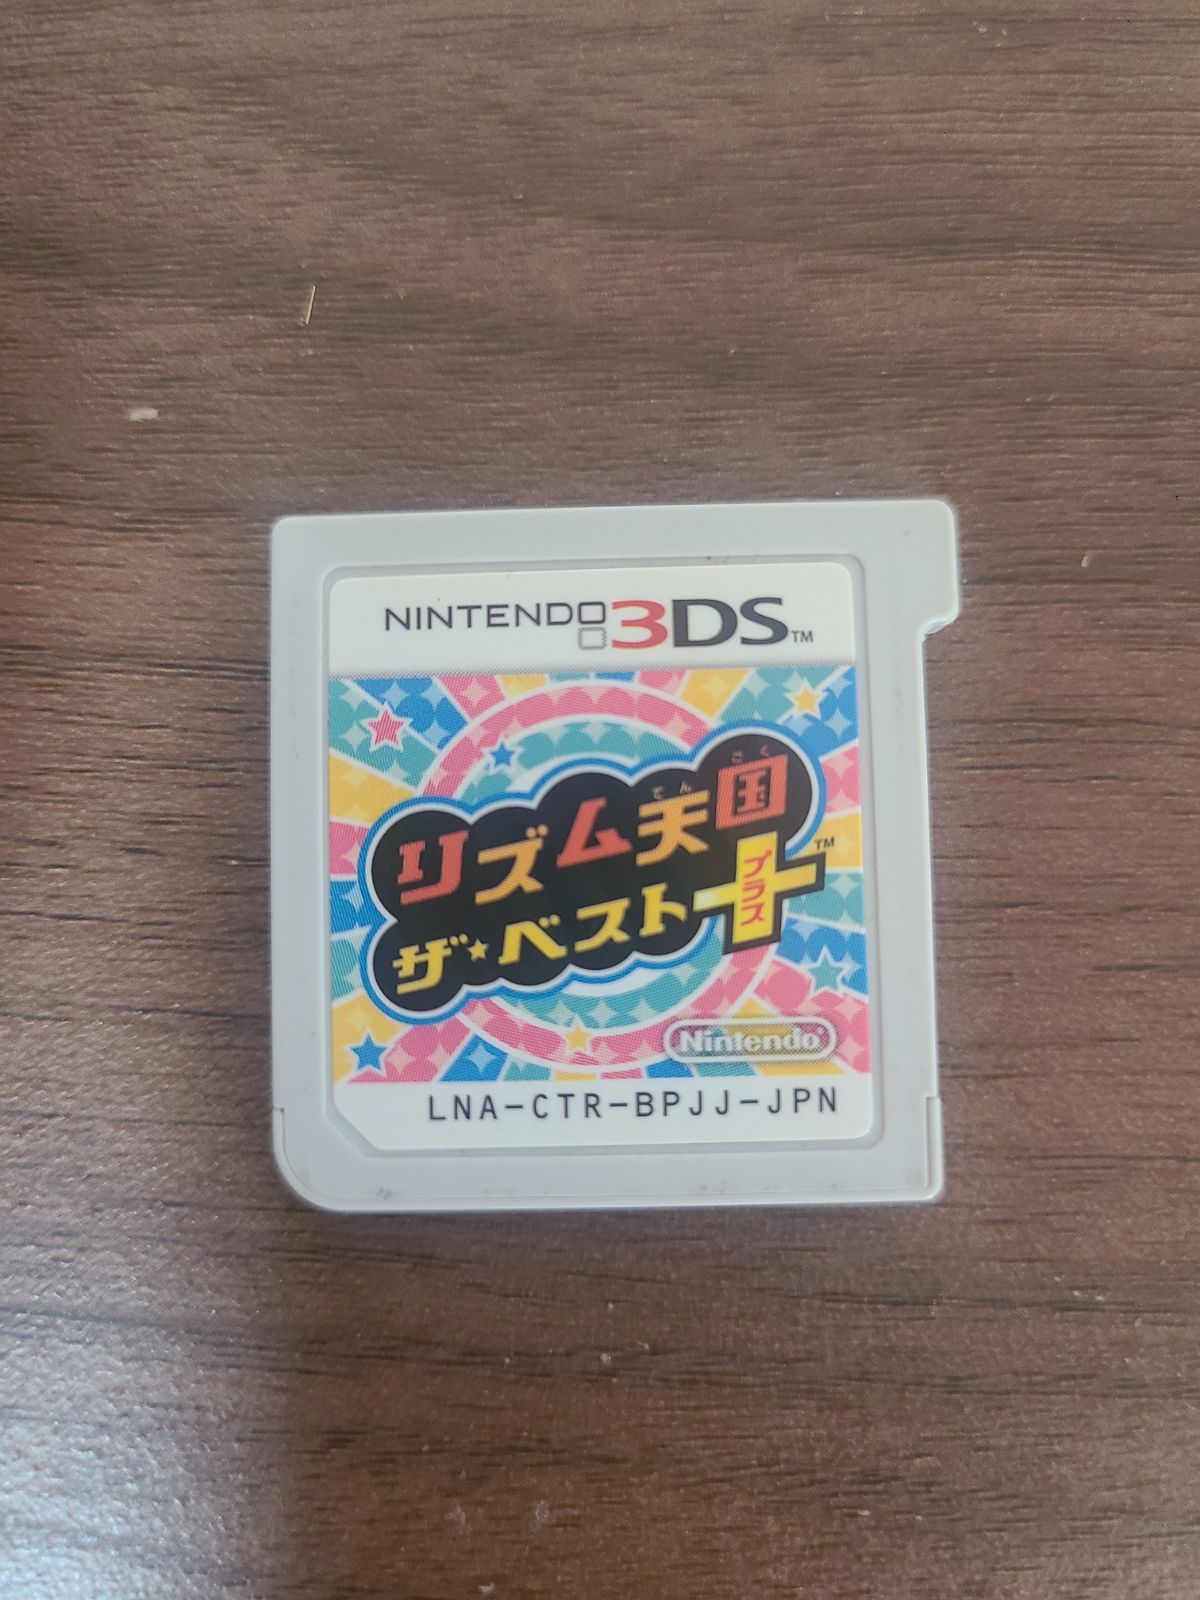 NINTENDO 3DS™
てんごく
リズム天国
ザ★ベスト+™
プラス
Nintendo®
LNA-CTR-BPJJ-JPN